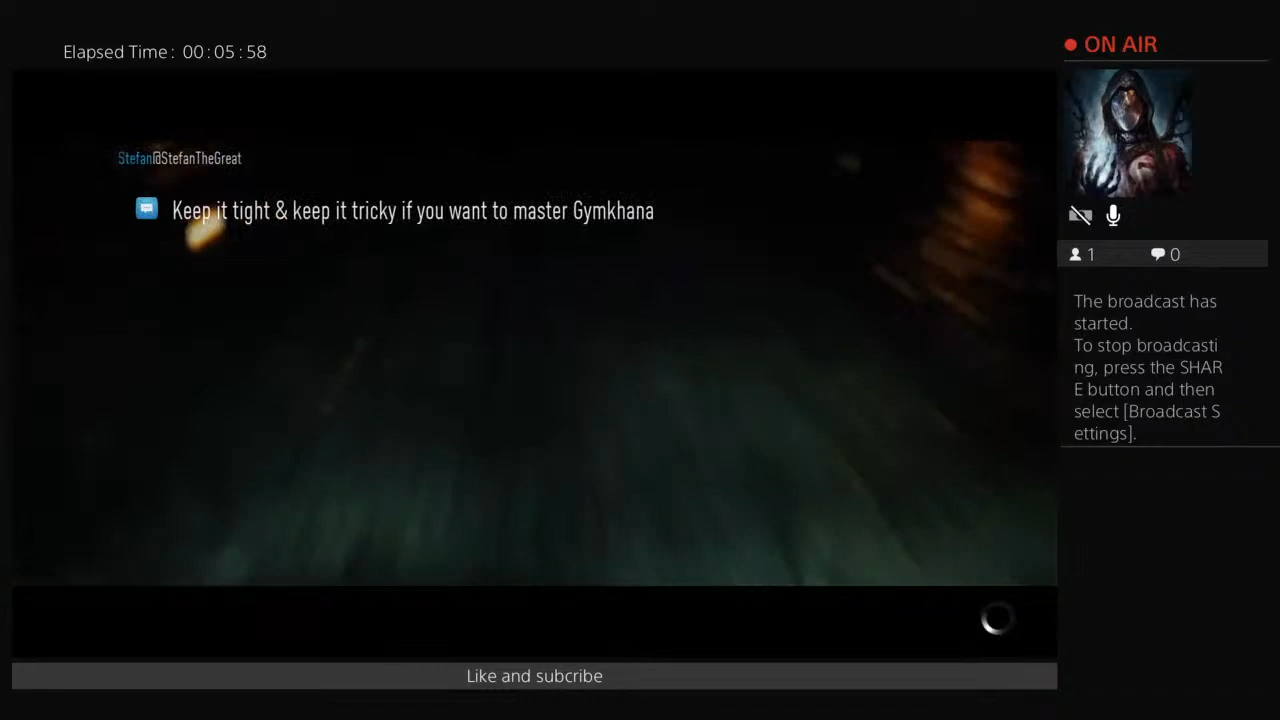 Elapsed Time: 00:05:58
ON AIR
Stefan@StefanTheGreat
Keep it tight & keep it tricky if you want to master Gymkhana
1 0
The broadcast has
started.
To stop broadcasti
ng, press the SHAR
E button and then
select [Broadcast S
ettings].
Like and subcribe